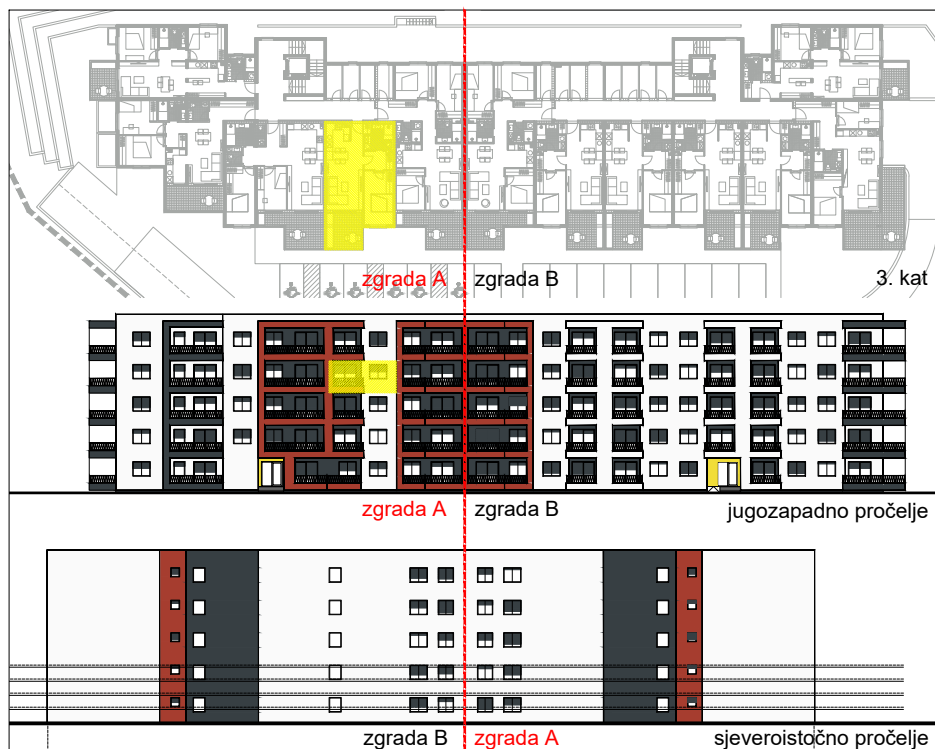 zgrada A zgrada B 3. kat
zgrada A zgrada B jugozapadno pročelje
zgrada B zgrada A sjeveroistočno pročelje